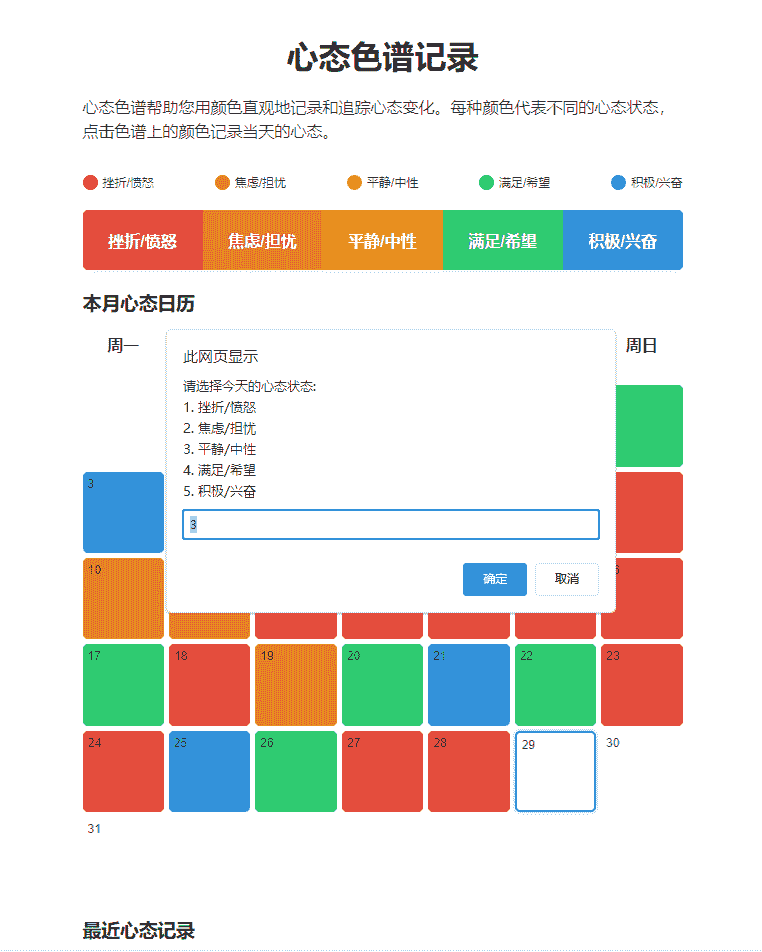 心态色谱记录
心态色谱帮助您用颜色直观地记录和追踪心态变化。每种颜色代表不同的心态状态，
点击色谱上的颜色记录当天的心态。
挫折/愤怒 焦虑/担忧 平静/中性 满足/希望 积极/兴奋
挫折/愤怒 焦虑/担忧 平静/中性 满足/希望 积极/兴奋
本月心态日历
周一 周日
此网页显示
请选择今天的心态状态:
1. 挫折/愤怒
2. 焦虑/担忧
3. 平静/中性
4. 满足/希望
5. 积极/兴奋
3
3
确定 取消
10
17 18 19 20 21 22 23
24 25 26 27 28 29 30
31
最近心态记录